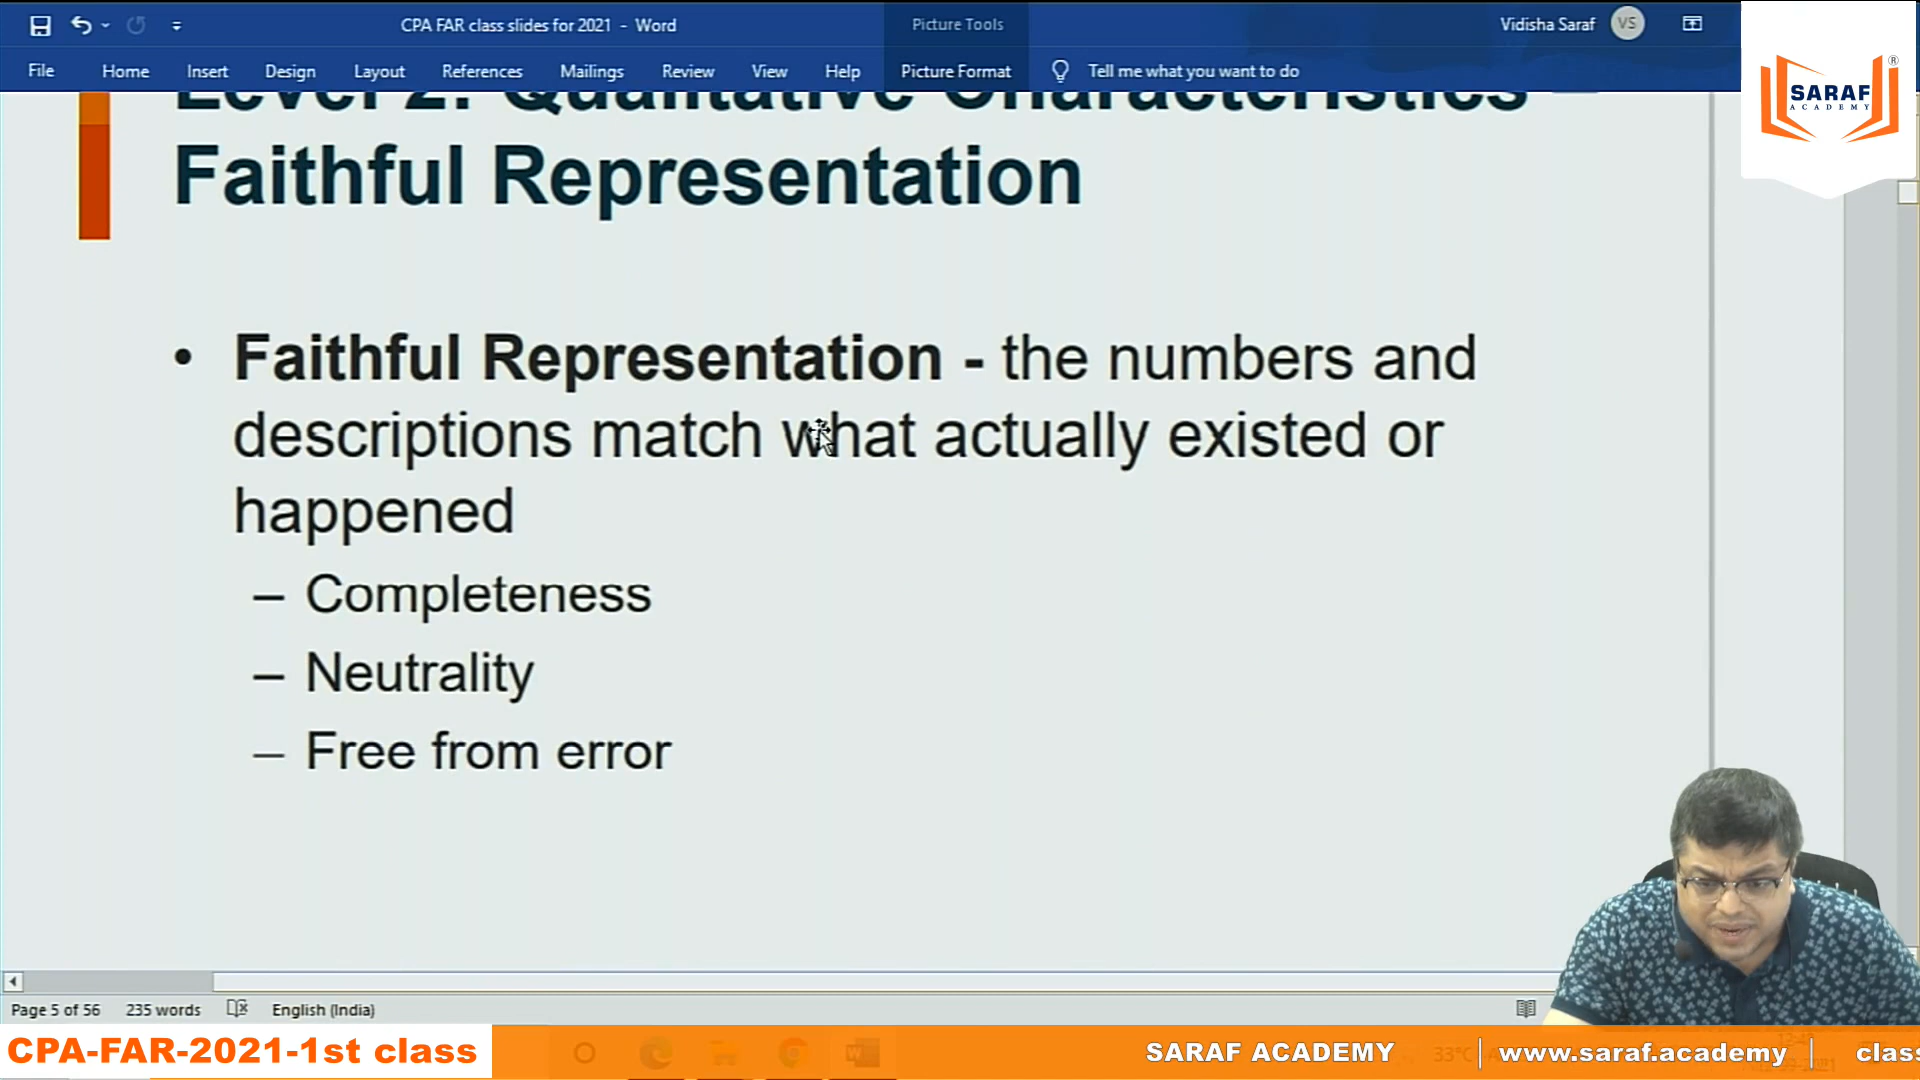 CPA FAR class slides for 2021 - Word
Picture Tools
Vidisha Saraf
VS
File
Home
Insert
Design
Layout
References
Mailings
Review
View
Help
Picture Format
Tell me what you want to do
SARAF
ACADEMY
®
Level 2: Qualitative Characteristics
Faithful Representation
• Faithful Representation - the numbers and
descriptions match what actually existed or
happened
– Completeness
– Neutrality
– Free from error
Page 5 of 56
235 words
English (India)
CPA-FAR-2021-1st class
SARAF ACADEMY
33°C
| www.saraf.academy |
class